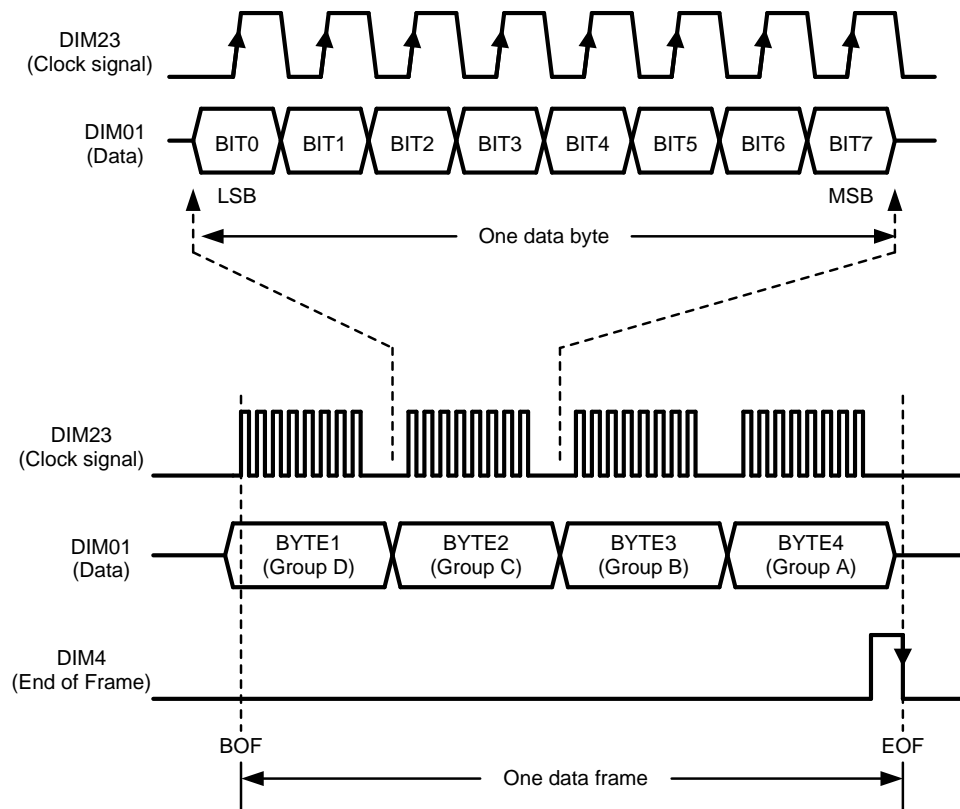 DIM23
(Clock signal)
DIM01
(Data)
BIT0 BIT1 BIT2 BIT3 BIT4 BIT5 BIT6 BIT7
LSB MSB
One data byte
DIM23
(Clock signal)
DIM01
(Data)
BYTE1
(Group D)
BYTE2
(Group C)
BYTE3
(Group B)
BYTE4
(Group A)
DIM4
(End of Frame)
BOF EOF
One data frame